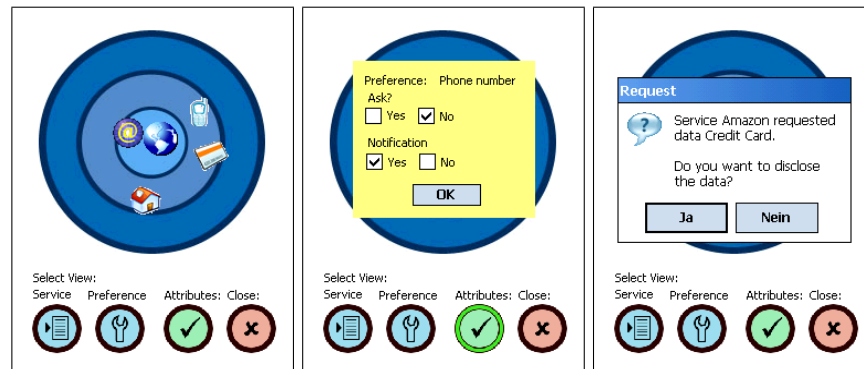 Select View:
Service Preference Attributes: Close:
Preference: Phone number
Ask?
Yes No
Notification
Yes No
OK
Select View:
Service Preference Attributes: Close:
Request
Service Amazon requested
data Credit Card.
Do you want to disclose
the data?
Ja Nein
Select View:
Service Preference Attributes: Close: